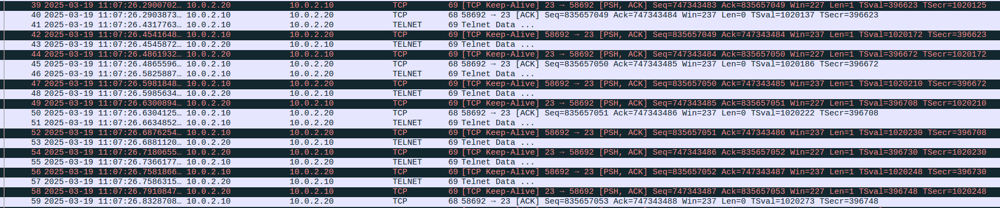 39 2025-03-19 11:07:26.2900702… 10.0.2.20 10.0.2.10 TCP 69 [TCP Keep-Alive] 23 → 58692 [PSH, ACK] Seq=747343483 Ack=835657049 Win=227 Len=1 TSval=396623 TSecr=1020125
40 2025-03-19 11:07:26.2903873… 10.0.2.10 10.0.2.20 TCP 68 58692 → 23 [ACK] Seq=835657049 Ack=747343484 Win=237 Len=0 TSval=1020137 TSecr=396623
41 2025-03-19 11:07:26.4317763… 10.0.2.10 10.0.2.20 TELNET 69 Telnet Data ...
42 2025-03-19 11:07:26.4541648… 10.0.2.10 10.0.2.20 TCP 69 [TCP Keep-Alive] 58692 → 23 [PSH, ACK] Seq=835657049 Ack=747343484 Win=237 Len=1 TSval=1020172 TSecr=396623
43 2025-03-19 11:07:26.4545872… 10.0.2.20 10.0.2.10 TELNET 69 Telnet Data ...
44 2025-03-19 11:07:26.4861932… 10.0.2.20 10.0.2.10 TCP 69 [TCP Keep-Alive] 23 → 58692 [PSH, ACK] Seq=747343484 Ack=835657050 Win=227 Len=1 TSval=396672 TSecr=1020172
45 2025-03-19 11:07:26.4865596… 10.0.2.10 10.0.2.20 TCP 68 58692 → 23 [ACK] Seq=835657050 Ack=747343485 Win=237 Len=0 TSval=1020186 TSecr=396672
46 2025-03-19 11:07:26.5825887… 10.0.2.10 10.0.2.20 TELNET 69 Telnet Data ...
47 2025-03-19 11:07:26.5981848… 10.0.2.10 10.0.2.20 TCP 69 [TCP Keep-Alive] 58692 → 23 [PSH, ACK] Seq=835657050 Ack=747343485 Win=237 Len=1 TSval=1020210 TSecr=396672
48 2025-03-19 11:07:26.5985634… 10.0.2.20 10.0.2.10 TELNET 69 Telnet Data ...
49 2025-03-19 11:07:26.6300894… 10.0.2.20 10.0.2.10 TCP 69 [TCP Keep-Alive] 23 → 58692 [PSH, ACK] Seq=747343485 Ack=835657051 Win=227 Len=1 TSval=396708 TSecr=1020210
50 2025-03-19 11:07:26.6304125… 10.0.2.10 10.0.2.20 TCP 68 58692 → 23 [ACK] Seq=835657051 Ack=747343486 Win=237 Len=0 TSval=1020222 TSecr=396708
51 2025-03-19 11:07:26.6634852… 10.0.2.10 10.0.2.20 TELNET 69 Telnet Data ...
52 2025-03-19 11:07:26.6876254… 10.0.2.10 10.0.2.20 TCP 69 [TCP Keep-Alive] 58692 → 23 [PSH, ACK] Seq=835657051 Ack=747343486 Win=237 Len=1 TSval=1020230 TSecr=396708
53 2025-03-19 11:07:26.6881120… 10.0.2.20 10.0.2.10 TELNET 69 Telnet Data ...
54 2025-03-19 11:07:26.7180655… 10.0.2.20 10.0.2.10 TCP 69 [TCP Keep-Alive] 23 → 58692 [PSH, ACK] Seq=747343486 Ack=835657052 Win=227 Len=1 TSval=396730 TSecr=1020230
55 2025-03-19 11:07:26.7366177… 10.0.2.10 10.0.2.20 TELNET 69 Telnet Data ...
56 2025-03-19 11:07:26.7581866… 10.0.2.10 10.0.2.20 TCP 69 [TCP Keep-Alive] 58692 → 23 [PSH, ACK] Seq=835657052 Ack=747343487 Win=237 Len=1 TSval=1020248 TSecr=396730
57 2025-03-19 11:07:26.7586315… 10.0.2.20 10.0.2.10 TELNET 69 Telnet Data ...
58 2025-03-19 11:07:26.7910847… 10.0.2.20 10.0.2.10 TCP 69 [TCP Keep-Alive] 23 → 58692 [PSH, ACK] Seq=747343487 Ack=835657053 Win=227 Len=1 TSval=396748 TSecr=1020248
59 2025-03-19 11:07:26.8328708… 10.0.2.10 10.0.2.20 TCP 68 58692 → 23 [ACK] Seq=835657053 Ack=747343488 Win=237 Len=0 TSval=1020273 TSecr=396748